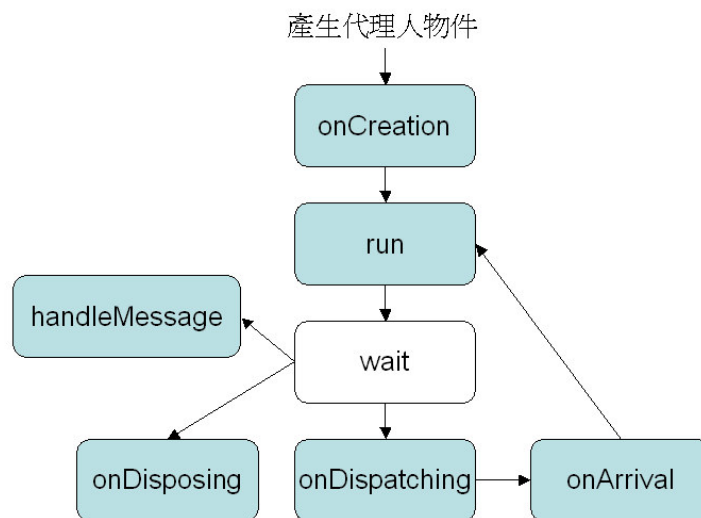 產生代理人物件
onCreation
run
handleMessage
wait
onDisposing
onDispatching
onArrival